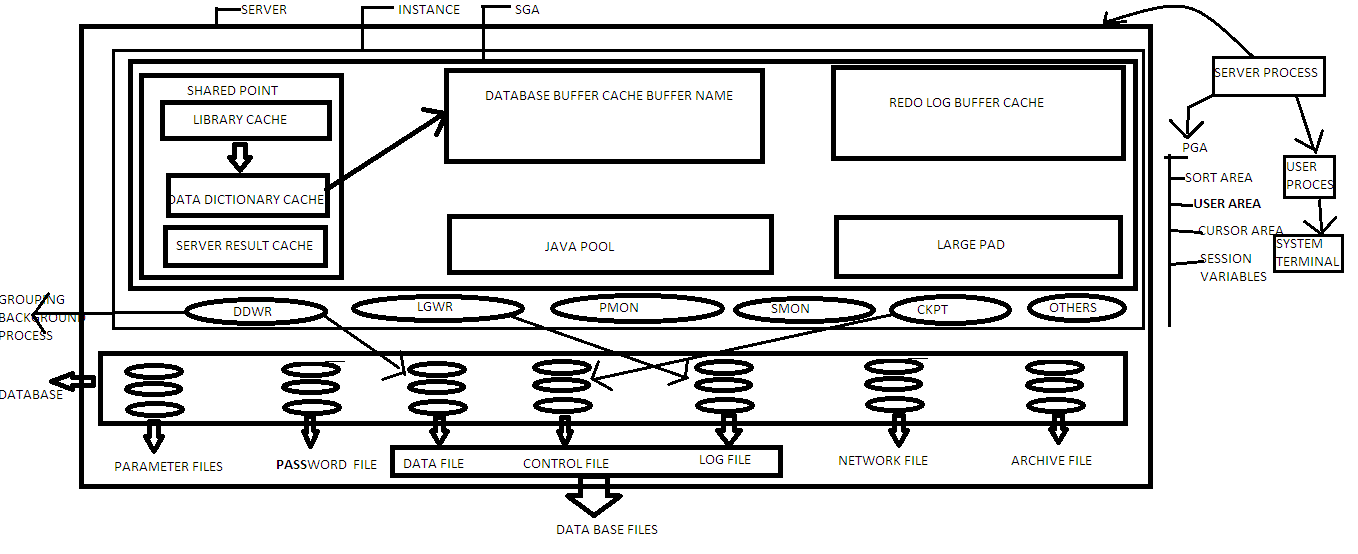 SERVER
INSTANCE
SGA
SHARED POINT
LIBRARY CACHE
DATA DICTIONARY CACHE
SERVER RESULT CACHE
DATABASE BUFFER CACHE BUFFER NAME
REDO LOG BUFFER CACHE
JAVA POOL
LARGE PAD
SERVER PROCESS
PGA
SORT AREA
USER AREA
CURSOR AREA
SESSION
VARIABLES
USER
PROCES
SYSTEM
TERMINAL
GROUPING
BACKGROUND
PROCESS
DDWR
LGWR
PMON
SMON
CKPT
OTHERS
DATABASE
PARAMETER FILES
PASSWORD FILE
DATA FILE
CONTROL FILE
LOG FILE
NETWORK FILE
ARCHIVE FILE
DATA BASE FILES